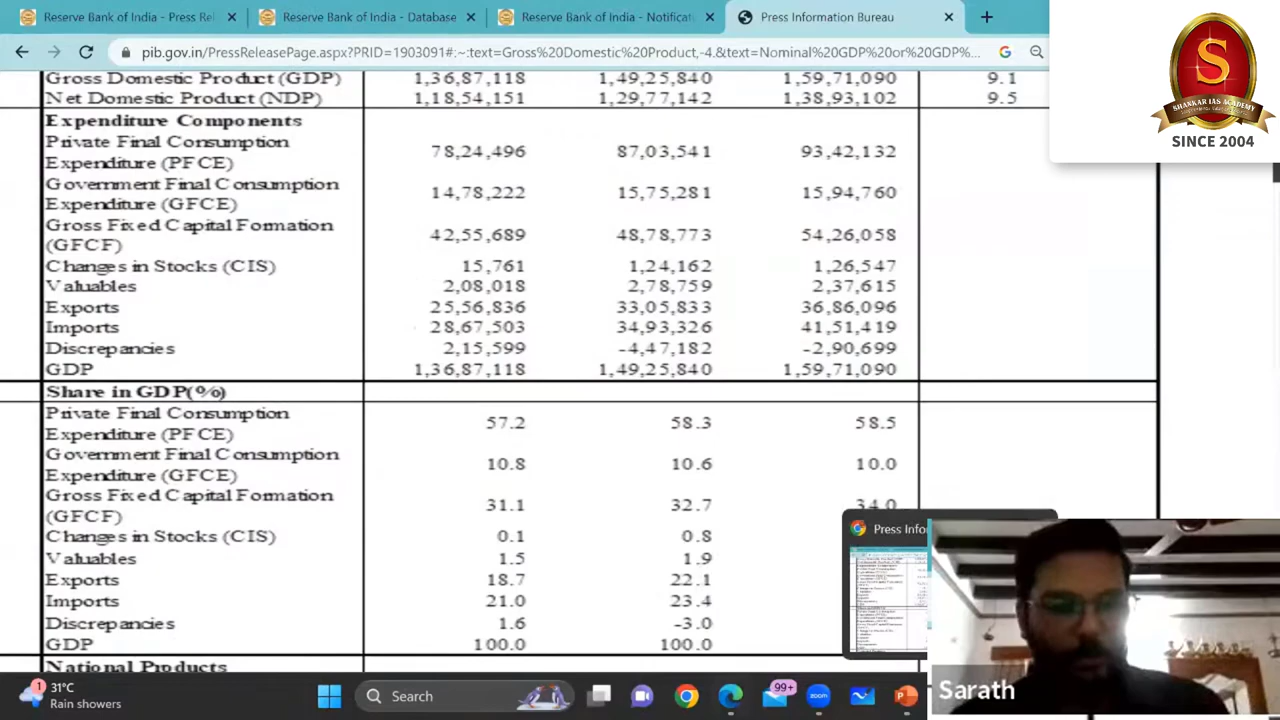 Reserve Bank of India - Press Rel
Reserve Bank of India - Database
Reserve Bank of India - Notificat
Press Information Bureau
pib.gov.in/PressReleasePage.aspx?PRID=1903091#:~:text=Gross%20Domestic%20Product,-4.&text=Nominal%20GDP%20or%20GDP%...
S
SHANKAR IAS ACADEMY
SINCE 2004
Gross Domestic Product (GDP) 1,36,87,118 1,49,25,840 1,59,71,090 9.1
Net Domestic Product (NDP) 1,18,54,151 1,29,77,142 1,38,93,102 9.5
Expenditure Components
Private Final Consumption
Expenditure (PFCE) 78,24,496 87,03,541 93,42,132
Government Final Consumption
Expenditure (GFCE) 14,78,222 15,75,281 15,94,760
Gross Fixed Capital Formation
(GFCF) 42,55,689 48,78,773 54,26,058
Changes in Stocks (CIS) 15,761 1,24,162 1,26,547
Valuables 2,08,018 2,78,759 2,37,615
Exports 25,56,836 33,05,833 36,86,096
Imports 28,67,503 34,93,326 41,51,419
Discrepancies 2,15,599 -4,47,182 -2,90,699
GDP 1,36,87,118 1,49,25,840 1,59,71,090
Share in GDP(%)
Private Final Consumption
Expenditure (PFCE) 57.2 58.3 58.5
Government Final Consumption
Expenditure (GFCE) 10.8 10.6 10.0
Gross Fixed Capital Formation
(GFCF) 31.1 32.7 34.0
Changes in Stocks (CIS) 0.1 0.8
Valuables 1.5 1.9
Exports 18.7 22.1
Imports 21.0 23.4
Discrepancies 1.6 -3.0
GDP 100.0 100.0
National Products
Press Infor
Sarath
1
31°C
Rain showers
Search
99+
zoom
P